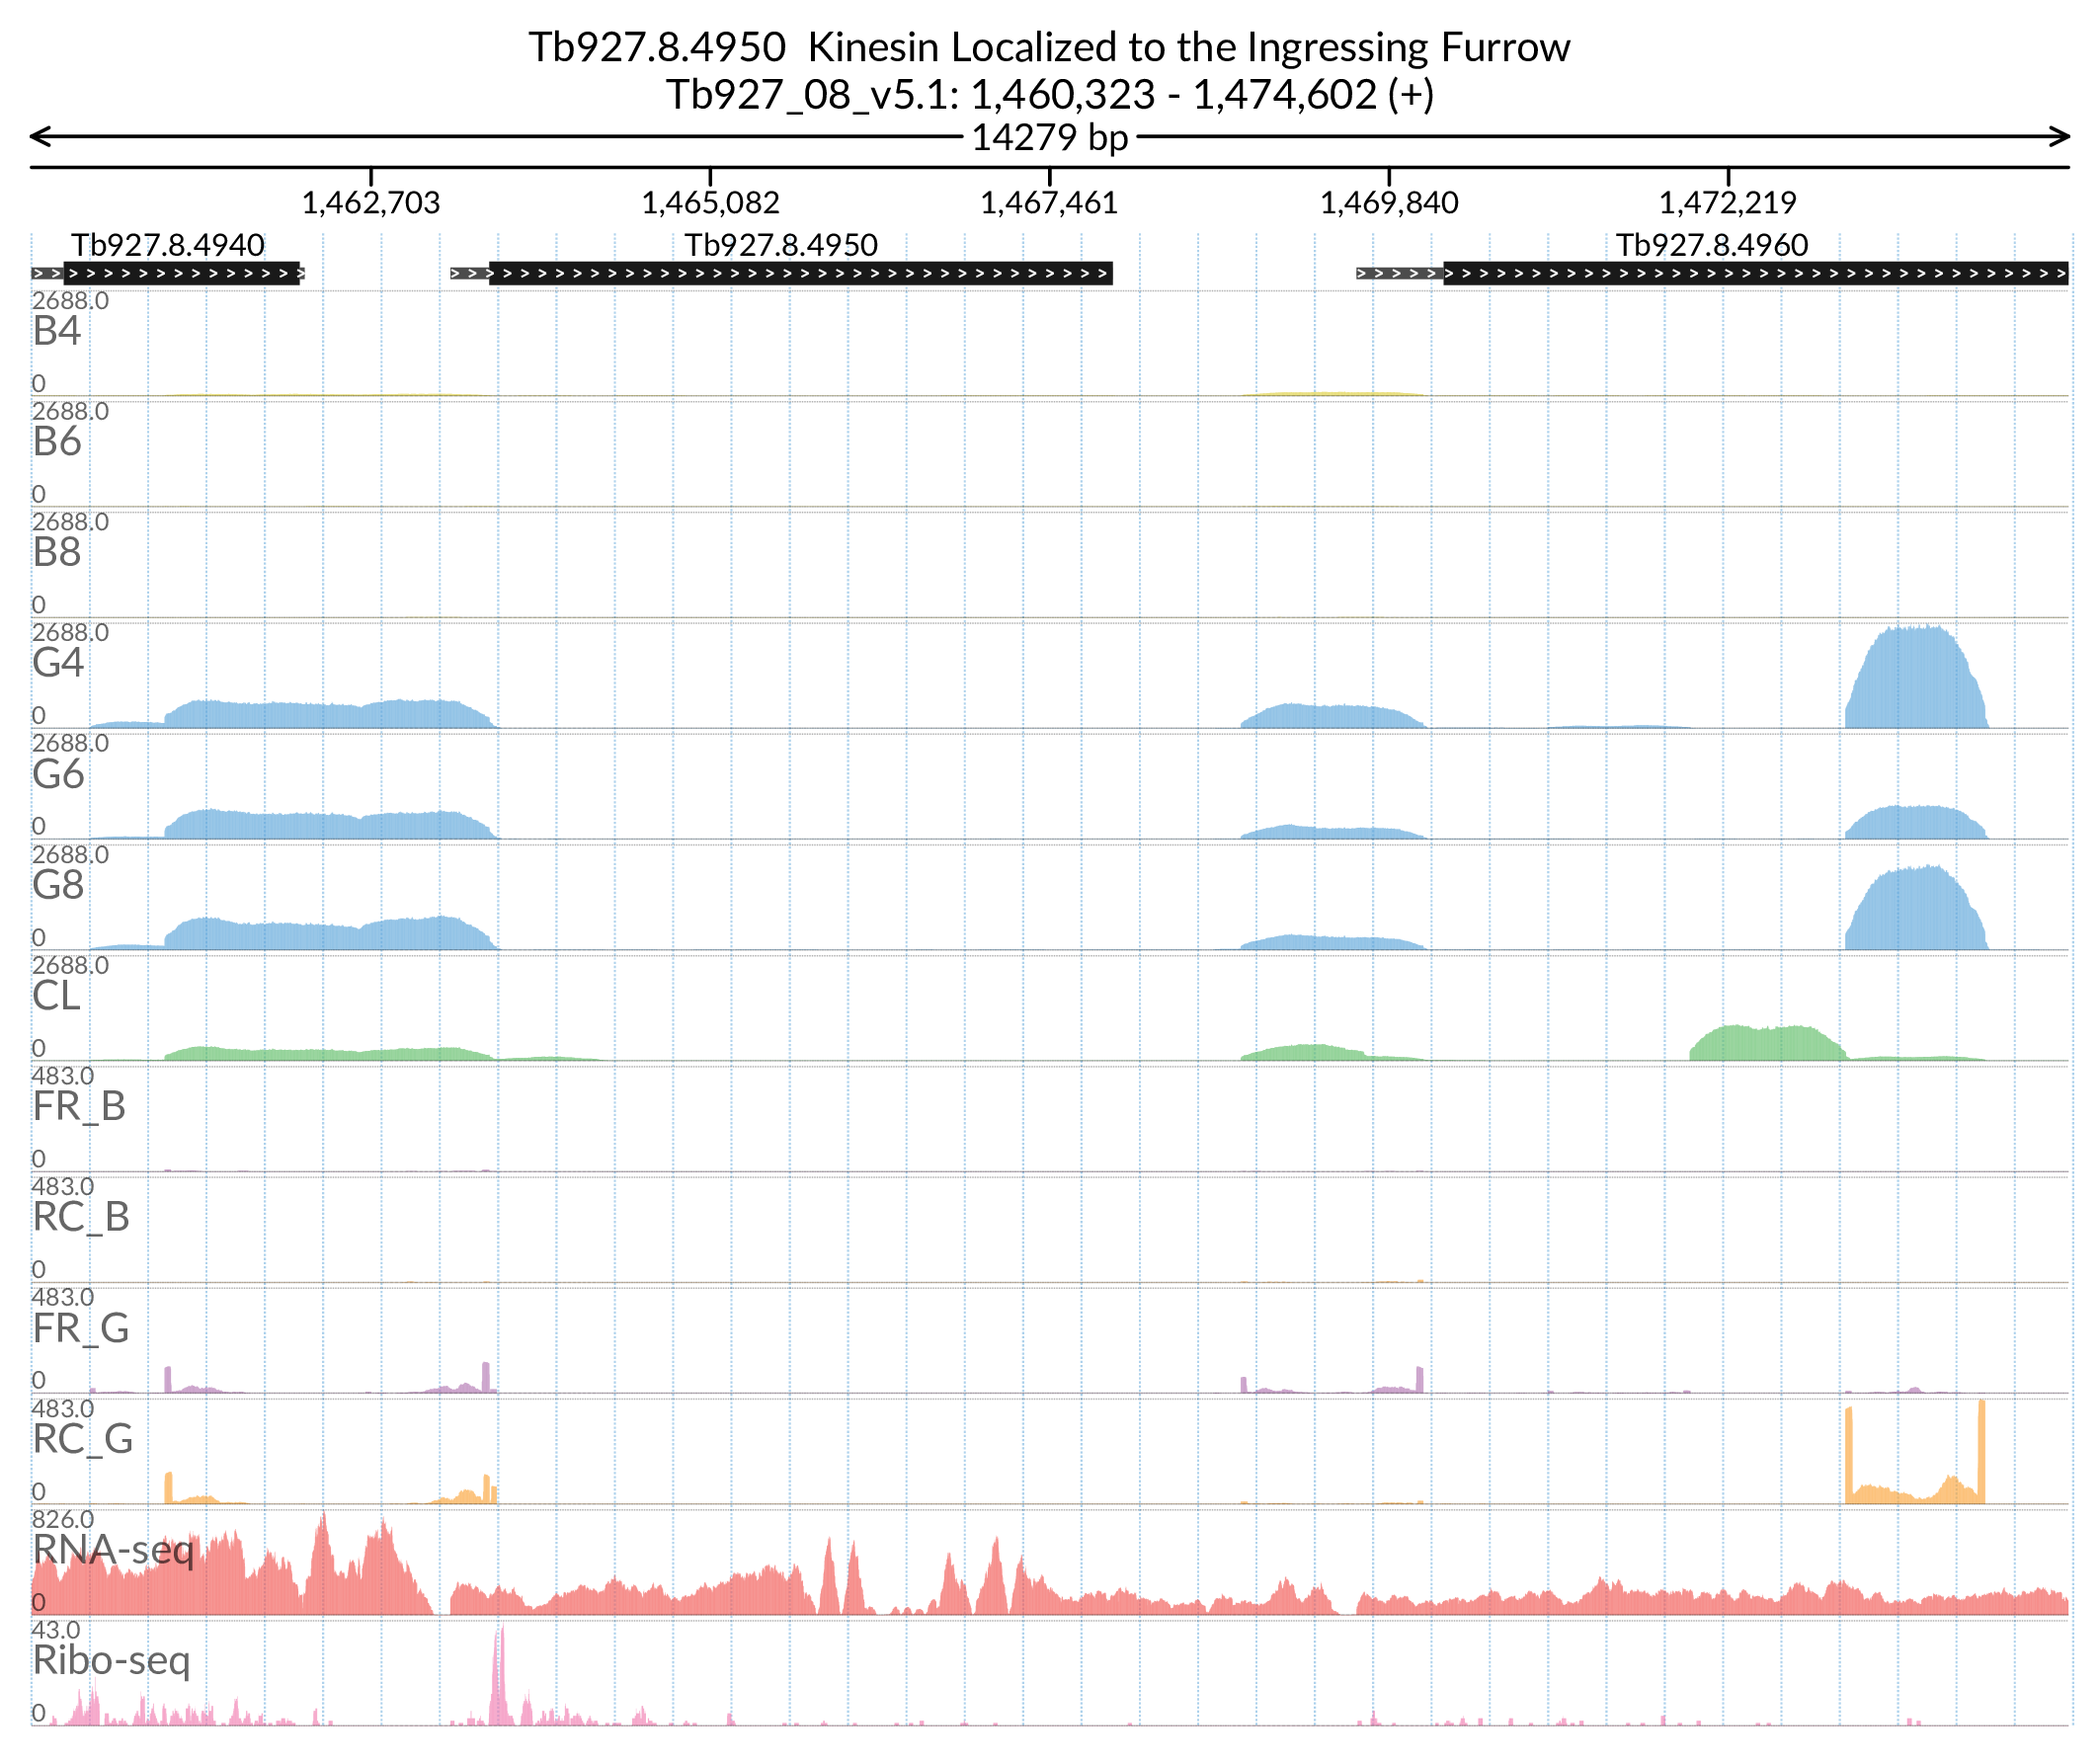 Tb927.8.4950  Kinesin Localized to the Ingressing Furrow
Tb927_08_v5.1: 1,460,323 - 1,474,602 (+)
14279 bp
1,462,703 1,465,082 1,467,461 1,469,840 1,472,219
Tb927.8.4940 Tb927.8.4950 Tb927.8.4960
2688.0
B4
0
2688.0
B6
0
2688.0
B8
0
2688.0
G4
0
2688.0
G6
0
2688.0
G8
0
2688.0
CL
0
483.0
FR_B
0
483.0
RC_B
0
483.0
FR_G
0
483.0
RC_G
0
826.0
RNA-seq
0
43.0
Ribo-seq
0